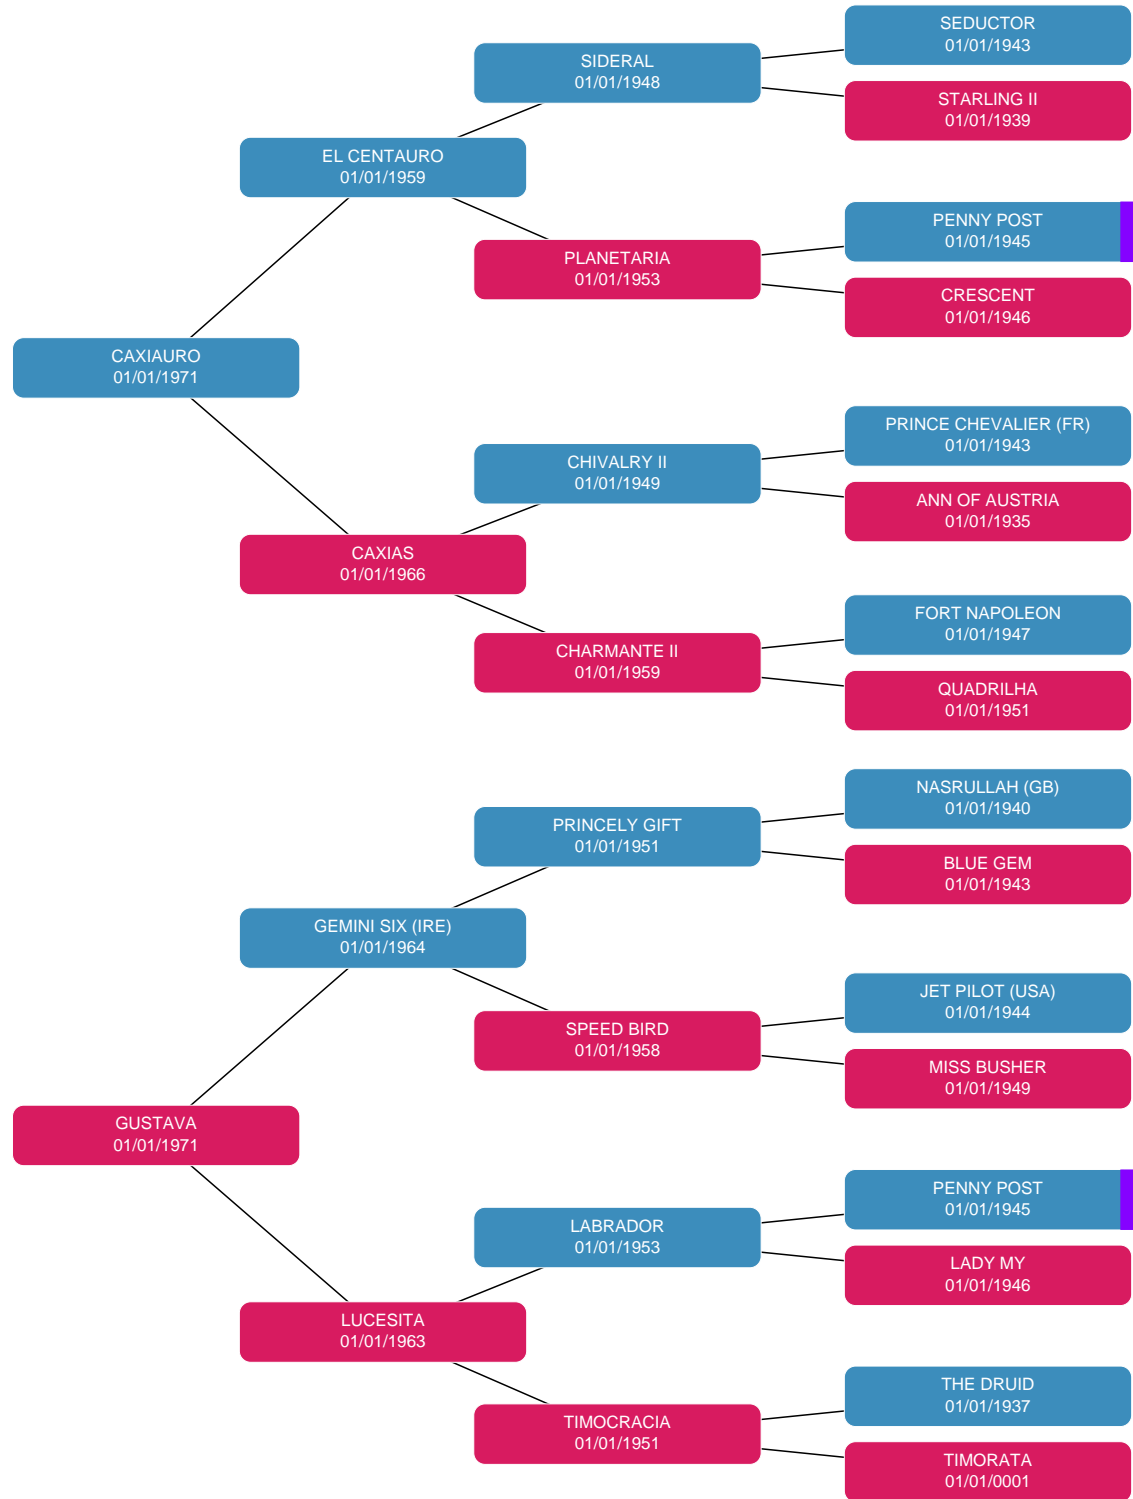 SEDUCTOR
01/01/1943
SIDERAL
01/01/1948
STARLING II
01/01/1939
EL CENTAURO
01/01/1959
PENNY POST
01/01/1945
PLANETARIA
01/01/1953
CRESCENT
01/01/1946
CAXIAURO
01/01/1971
PRINCE CHEVALIER (FR)
01/01/1943
CHIVALRY II
01/01/1949
ANN OF AUSTRIA
01/01/1935
CAXIAS
01/01/1966
FORT NAPOLEON
01/01/1947
CHARMANTE II
01/01/1959
QUADRILHA
01/01/1951
NASRULLAH (GB)
01/01/1940
PRINCELY GIFT
01/01/1951
BLUE GEM
01/01/1943
GEMINI SIX (IRE)
01/01/1964
JET PILOT (USA)
01/01/1944
SPEED BIRD
01/01/1958
MISS BUSHER
01/01/1949
GUSTAVA
01/01/1971
PENNY POST
01/01/1945
LABRADOR
01/01/1953
LADY MY
01/01/1946
LUCESITA
01/01/1963
THE DRUID
01/01/1937
TIMOCRACIA
01/01/1951
TIMORATA
01/01/0001